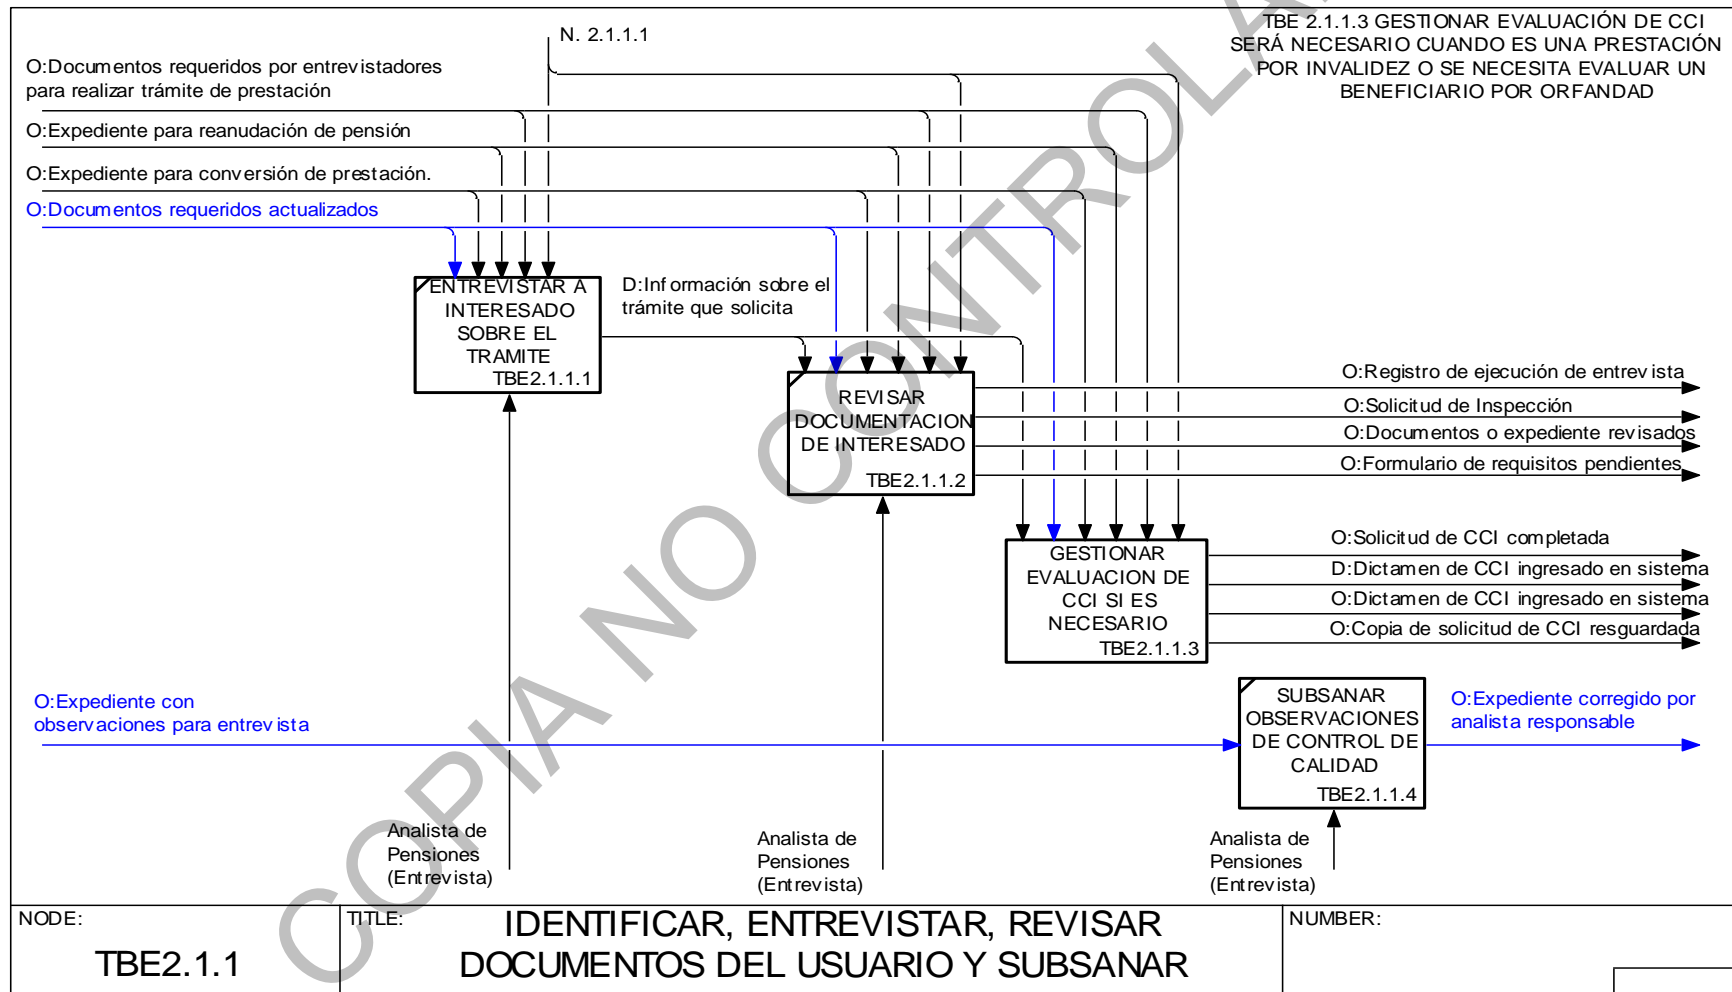 TBE 2.1.1.3 GESTIONAR EVALUACIÓN DE CCI
SERÁ NECESARIO CUANDO ES UNA PRESTACIÓN
POR INVALIDEZ O SE NECESITA EVALUAR UN
BENEFICIARIO POR ORFANDAD
N. 2.1.1.1
O:Documentos requeridos por entrevistadores
para realizar trámite de prestación
O:Expediente para reanudación de pensión
O:Expediente para conversión de prestación.
O:Documentos requeridos actualizados
ENTREVISTAR A
INTERESADO
SOBRE EL
TRAMITE
TBE2.1.1.1
D:Información sobre el
trámite que solicita
REVISAR
DOCUMENTACION
DE INTERESADO
TBE2.1.1.2
O:Registro de ejecución de entrevista
O:Solicitud de Inspección
O:Documentos o expediente revisados
O:Formulario de requisitos pendientes
GESTIONAR
EVALUACION DE
CCI SI ES
NECESARIO
TBE2.1.1.3
O:Solicitud de CCI completada
D:Dictamen de CCI ingresado en sistema
O:Dictamen de CCI ingresado en sistema
O:Copia de solicitud de CCI resguardada
O:Expediente con
observaciones para entrevista
SUBSANAR
OBSERVACIONES
DE CONTROL DE
CALIDAD
TBE2.1.1.4
O:Expediente corregido por
analista responsable
Analista de
Pensiones
(Entrevista)
Analista de
Pensiones
(Entrevista)
Analista de
Pensiones
(Entrevista)
COPIA NO CONTROLA
NODE:
TBE2.1.1
TITLE:
IDENTIFICAR, ENTREVISTAR, REVISAR
DOCUMENTOS DEL USUARIO Y SUBSANAR
NUMBER: